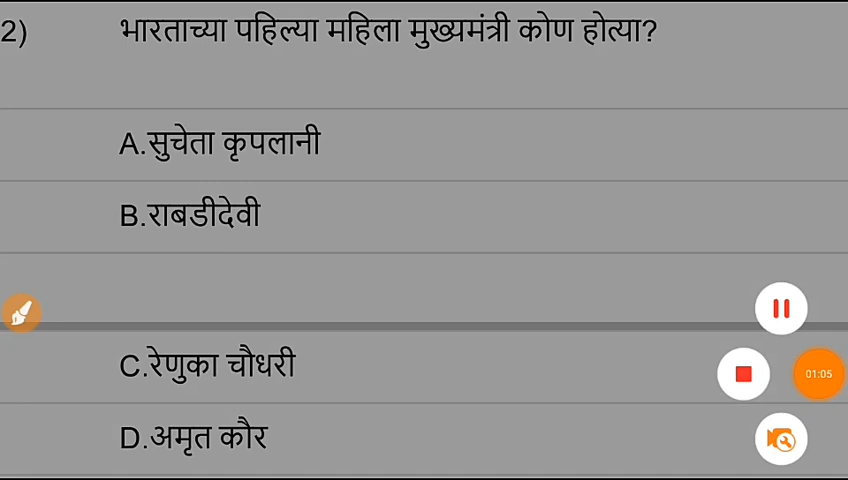 2) भारताच्या पहिल्या महिला मुख्यमंत्री कोण होत्या?
A.सुचेता कृपलानी
B.राबडीदेवी
C.रेणुका चौधरी
01:05
D.अमृत कौर